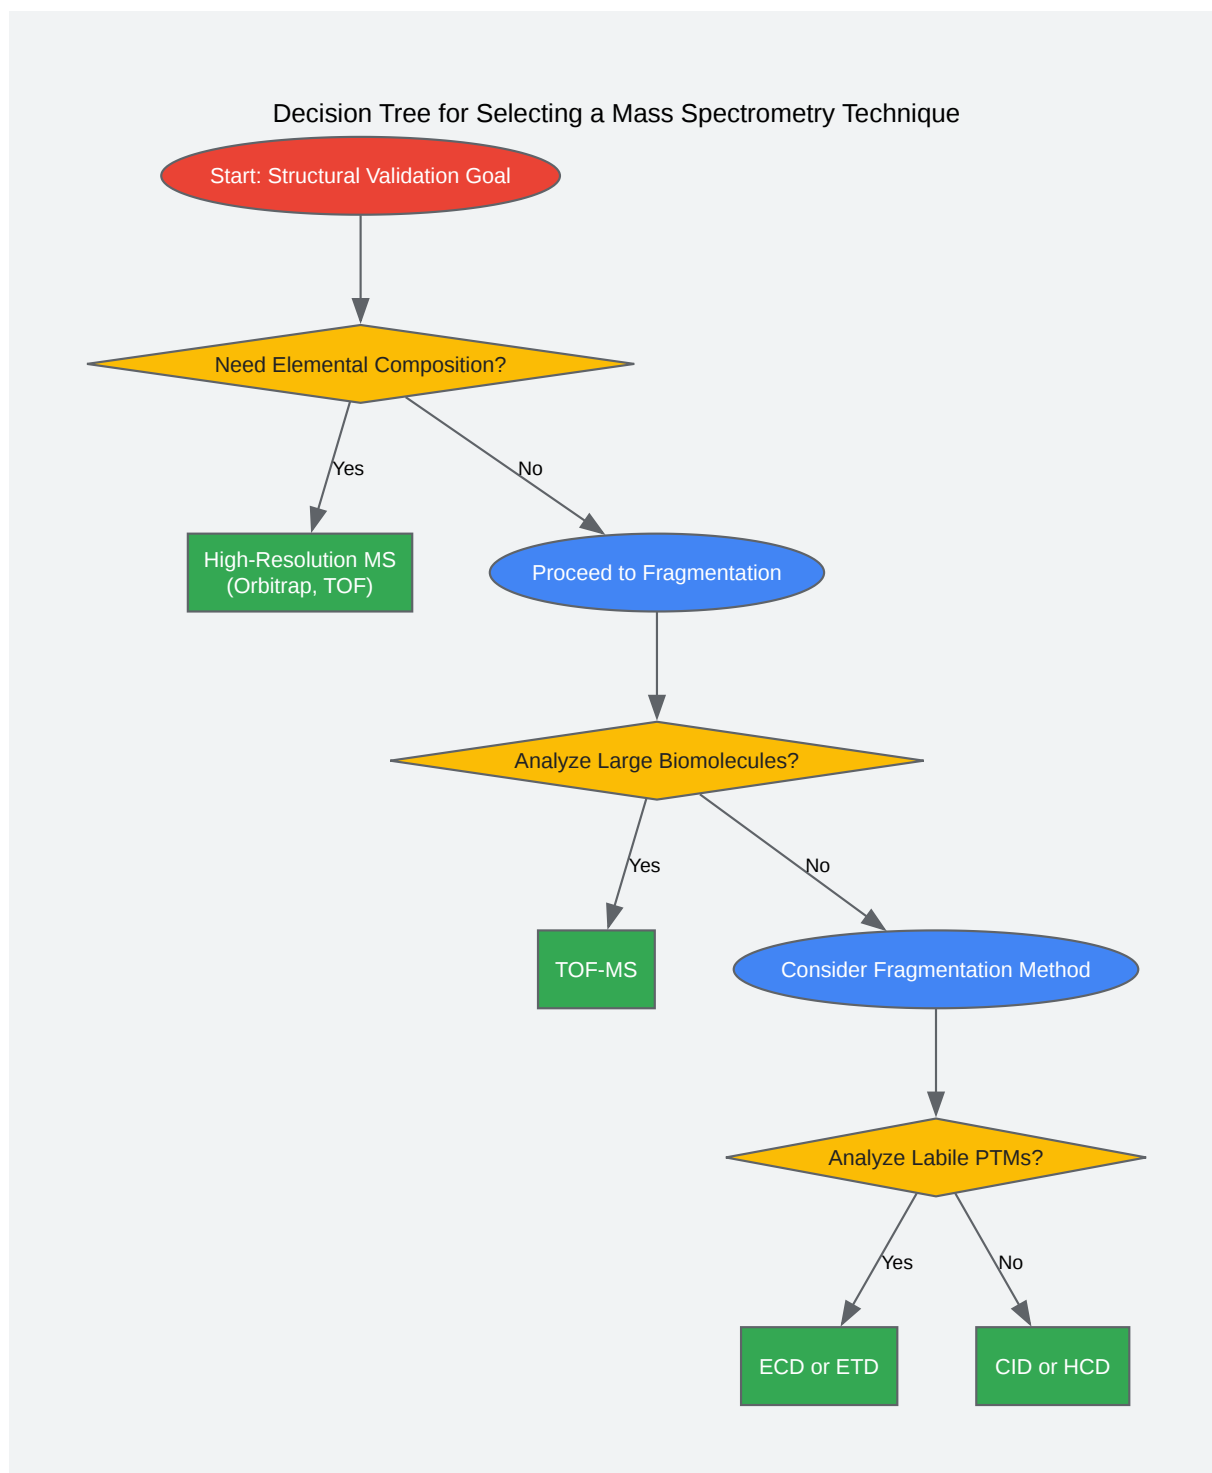 Decision Tree for Selecting a Mass Spectrometry Technique
Start: Structural Validation Goal
Need Elemental Composition?
Yes
No
High-Resolution MS
(Orbitrap, TOF)
Proceed to Fragmentation
Analyze Large Biomolecules?
Yes
No
TOF-MS
Consider Fragmentation Method
Analyze Labile PTMs?
Yes
No
ECD or ETD
CID or HCD